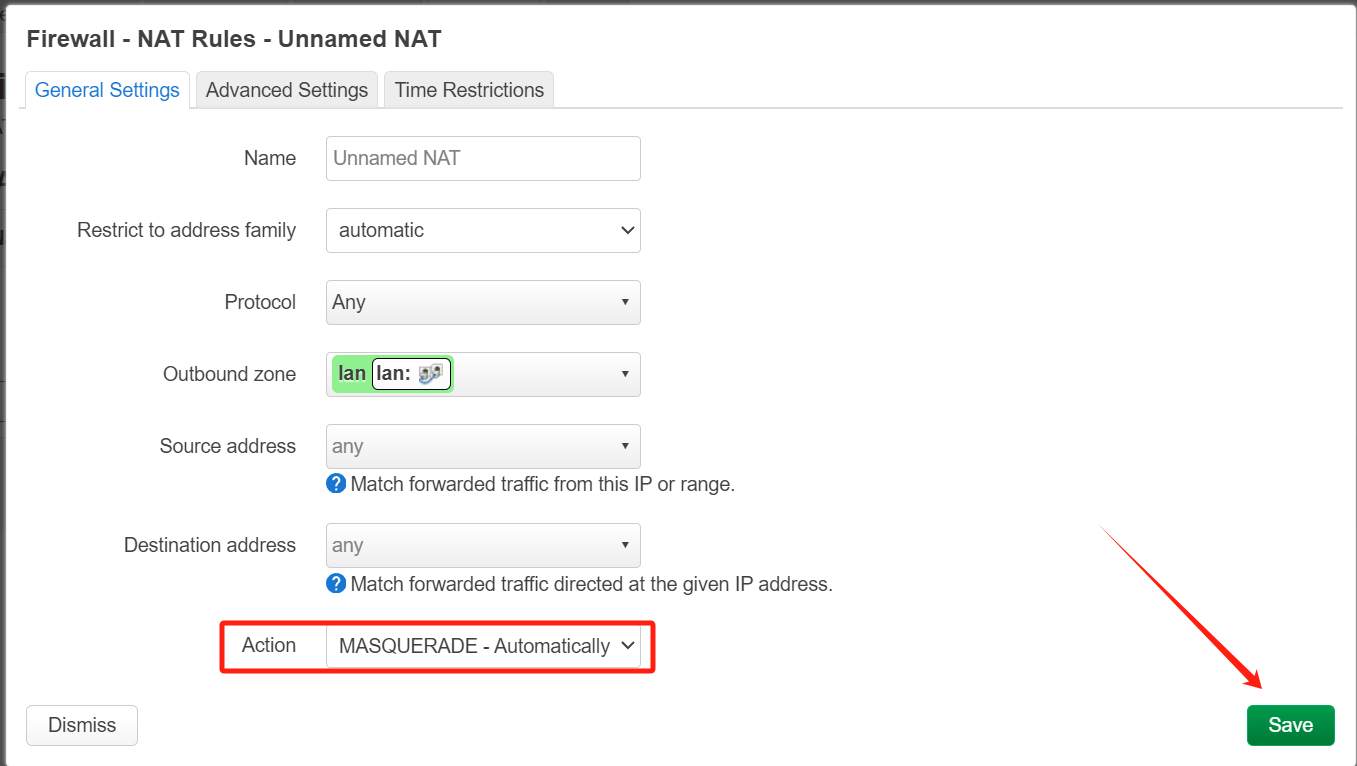 Firewall - NAT Rules - Unnamed NAT
General Settings Advanced Settings Time Restrictions
Name Unnamed NAT
Restrict to address family automatic
Protocol Any
Outbound zone lan lan:
Source address any
? Match forwarded traffic from this IP or range.
Destination address any
? Match forwarded traffic directed at the given IP address.
Action MASQUERADE - Automatically
Dismiss Save